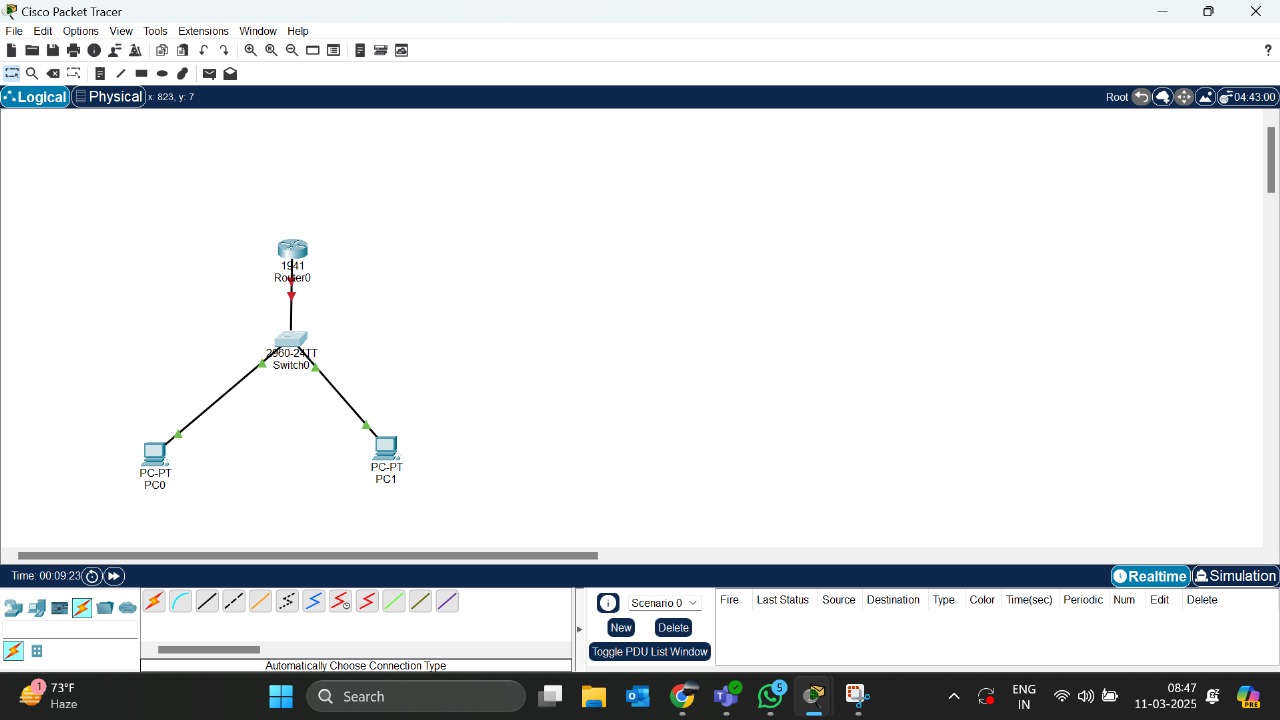 Cisco Packet Tracer
File Edit Options View Tools Extensions Window Help
?
Logical Physical x: 823, y: 7 Root 04:43:00
1941
Router0
2960-24TT
Switch0
PC-PT
PC0
PC-PT
PC1
Time: 00:09:23 Realtime Simulation
Scenario 0
Fire Last Status Source Destination Type Color Time(sec) Periodic Num Edit Delete
New Delete
Toggle PDU List Window
Automatically Choose Connection Type
1
73°F
Haze
Search
5
ENG
IN
08:47
11-03-2025
PRE